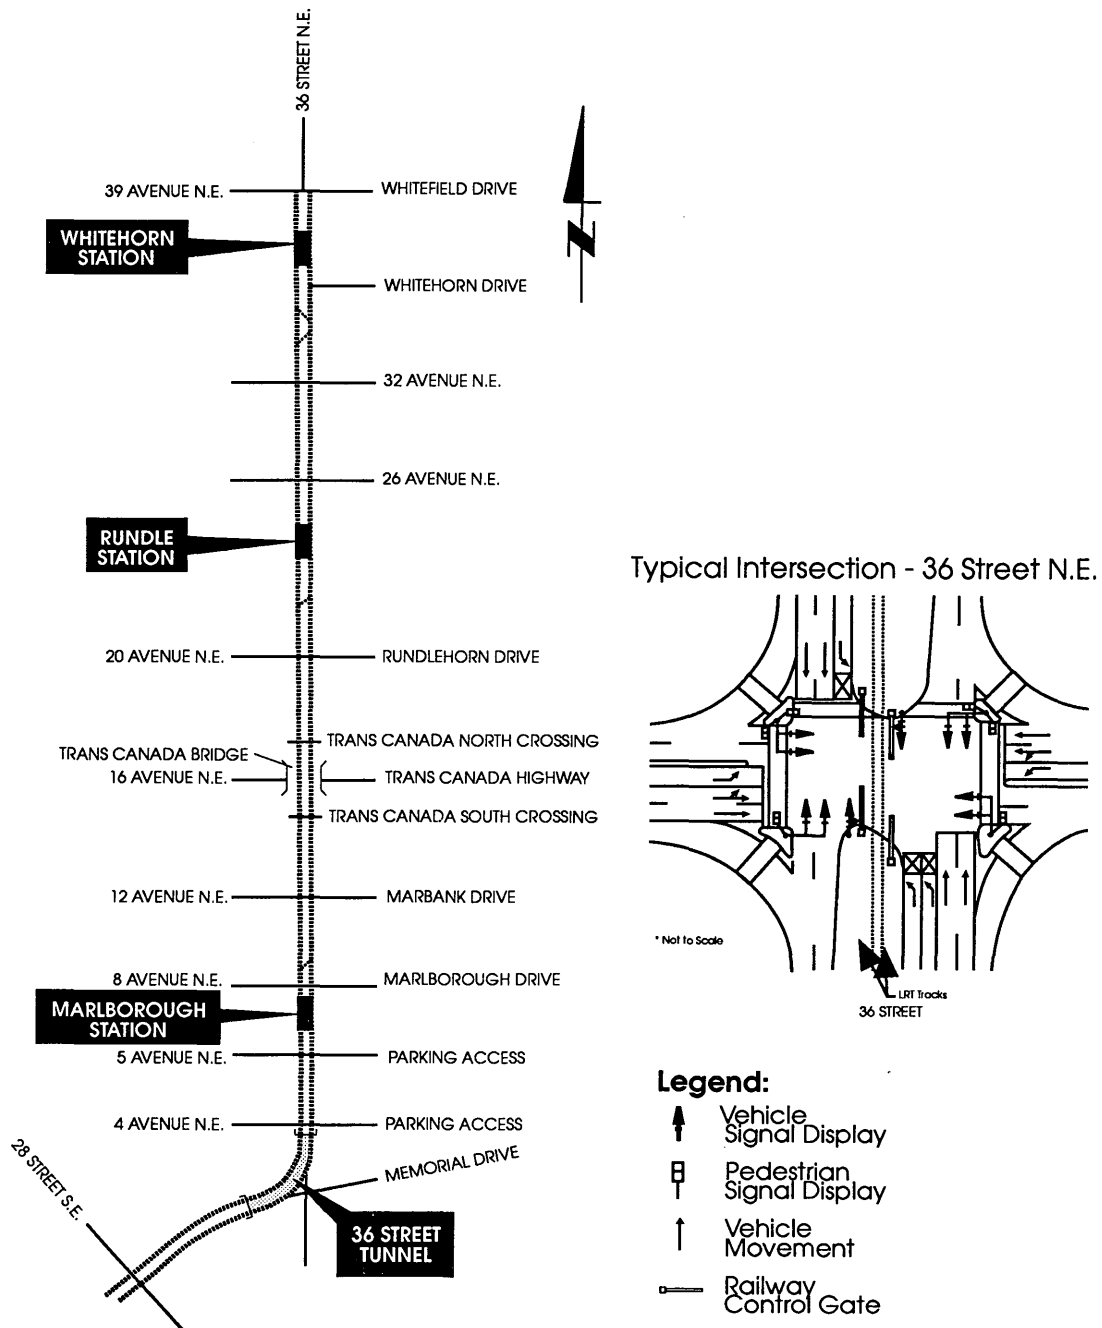 36 STREET N.E.
39 AVENUE N.E.
WHITEFIELD DRIVE
WHITEHORN
STATION
WHITEHORN DRIVE
N
32 AVENUE N.E.
26 AVENUE N.E.
RUNDLE
STATION
20 AVENUE N.E.
RUNDLEHORN DRIVE
TRANS CANADA NORTH CROSSING
TRANS CANADA BRIDGE
16 AVENUE N.E.
TRANS CANADA HIGHWAY
TRANS CANADA SOUTH CROSSING
12 AVENUE N.E.
MARBANK DRIVE
8 AVENUE N.E.
MARLBOROUGH DRIVE
MARLBOROUGH
STATION
5 AVENUE N.E.
PARKING ACCESS
4 AVENUE N.E.
PARKING ACCESS
MEMORIAL DRIVE
28 STREET S.E.
36 STREET
TUNNEL
Typical Intersection - 36 Street N.E.
* Not to Scale
LRT Tracks
36 STREET
Legend:
Vehicle
Signal Display
Pedestrian
Signal Display
Vehicle
Movement
Railway
Control Gate